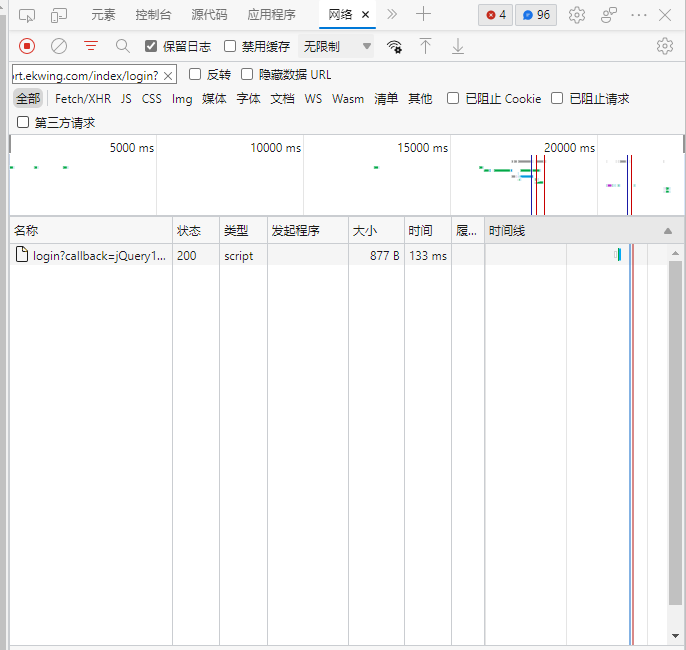 元素 控制台 源代码 应用程序 网络 4 96
保留日志 禁用缓存 无限制
rt.ekwing.com/index/login? 反转 隐藏数据 URL
全部 Fetch/XHR JS CSS Img 媒体 字体 文档 WS Wasm 清单 其他 已阻止 Cookie 已阻止请求
第三方请求
5000 ms 10000 ms 15000 ms 20000 ms
名称 状态 类型 发起程序 大小 时间 履... 时间线
login?callback=jQuery1... 200 script 877 B 133 ms